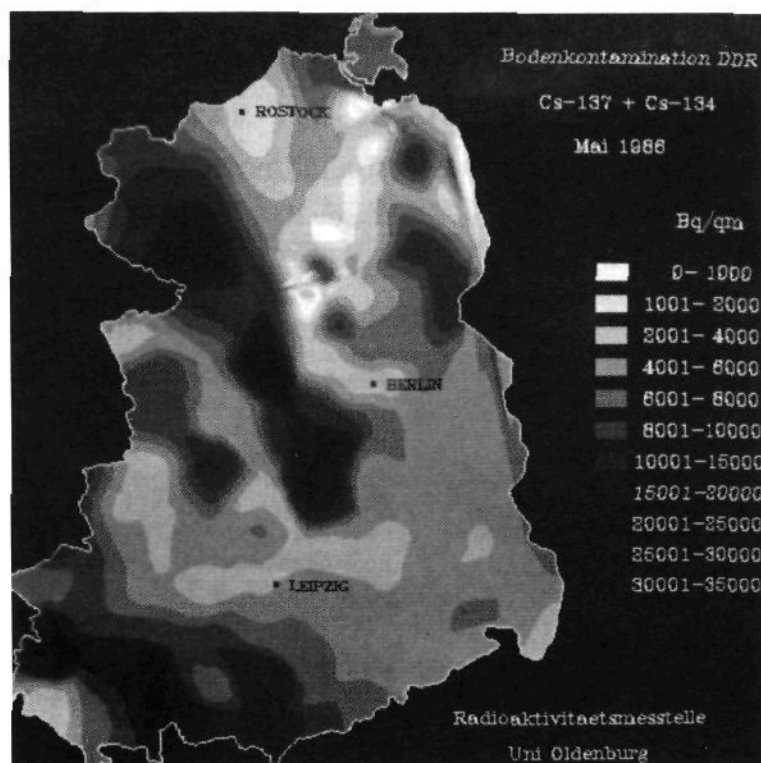 Bodenkontamination DDR
Cs-137 + Cs-134
Mai 1986
ROSTOCK
Bq/qm
0- 1000
1001- 2000
2001- 4000
4001- 6000
6001- 8000
8001-10000
10001-15000
15001-20000
20001-25000
25001-30000
30001-35000
BERLIN
LEIPZIG
Radioaktivitaetsmesstelle
Uni Oldenburg